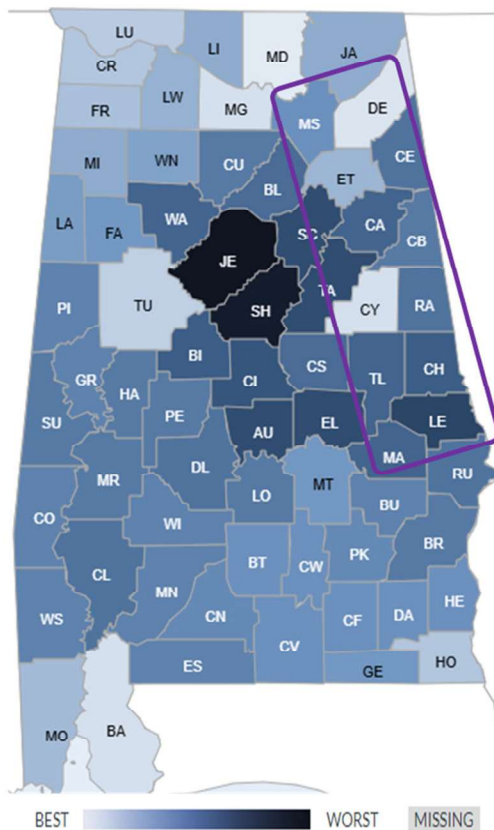 LU
LI
MD
JA
CR
LW
MG
DE
FR
MS
CE
MI
WN
CU
ET
BL
LA
FA
WA
SC
CA
CB
JE
TU
TA
PI
SH
CY
RA
BI
GR
CI
CS
TL
CH
HA
PE
SU
AU
EL
LE
MA
MR
DL
RU
LO
MT
BU
CO
WI
BR
CL
BT
CW
PK
MN
WS
CN
CF
DA
HE
CV
ES
GE
HO
MO
BA
BEST WORST MISSING